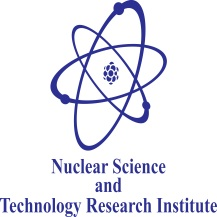 Nuclear Science
and
Technology Research Institute